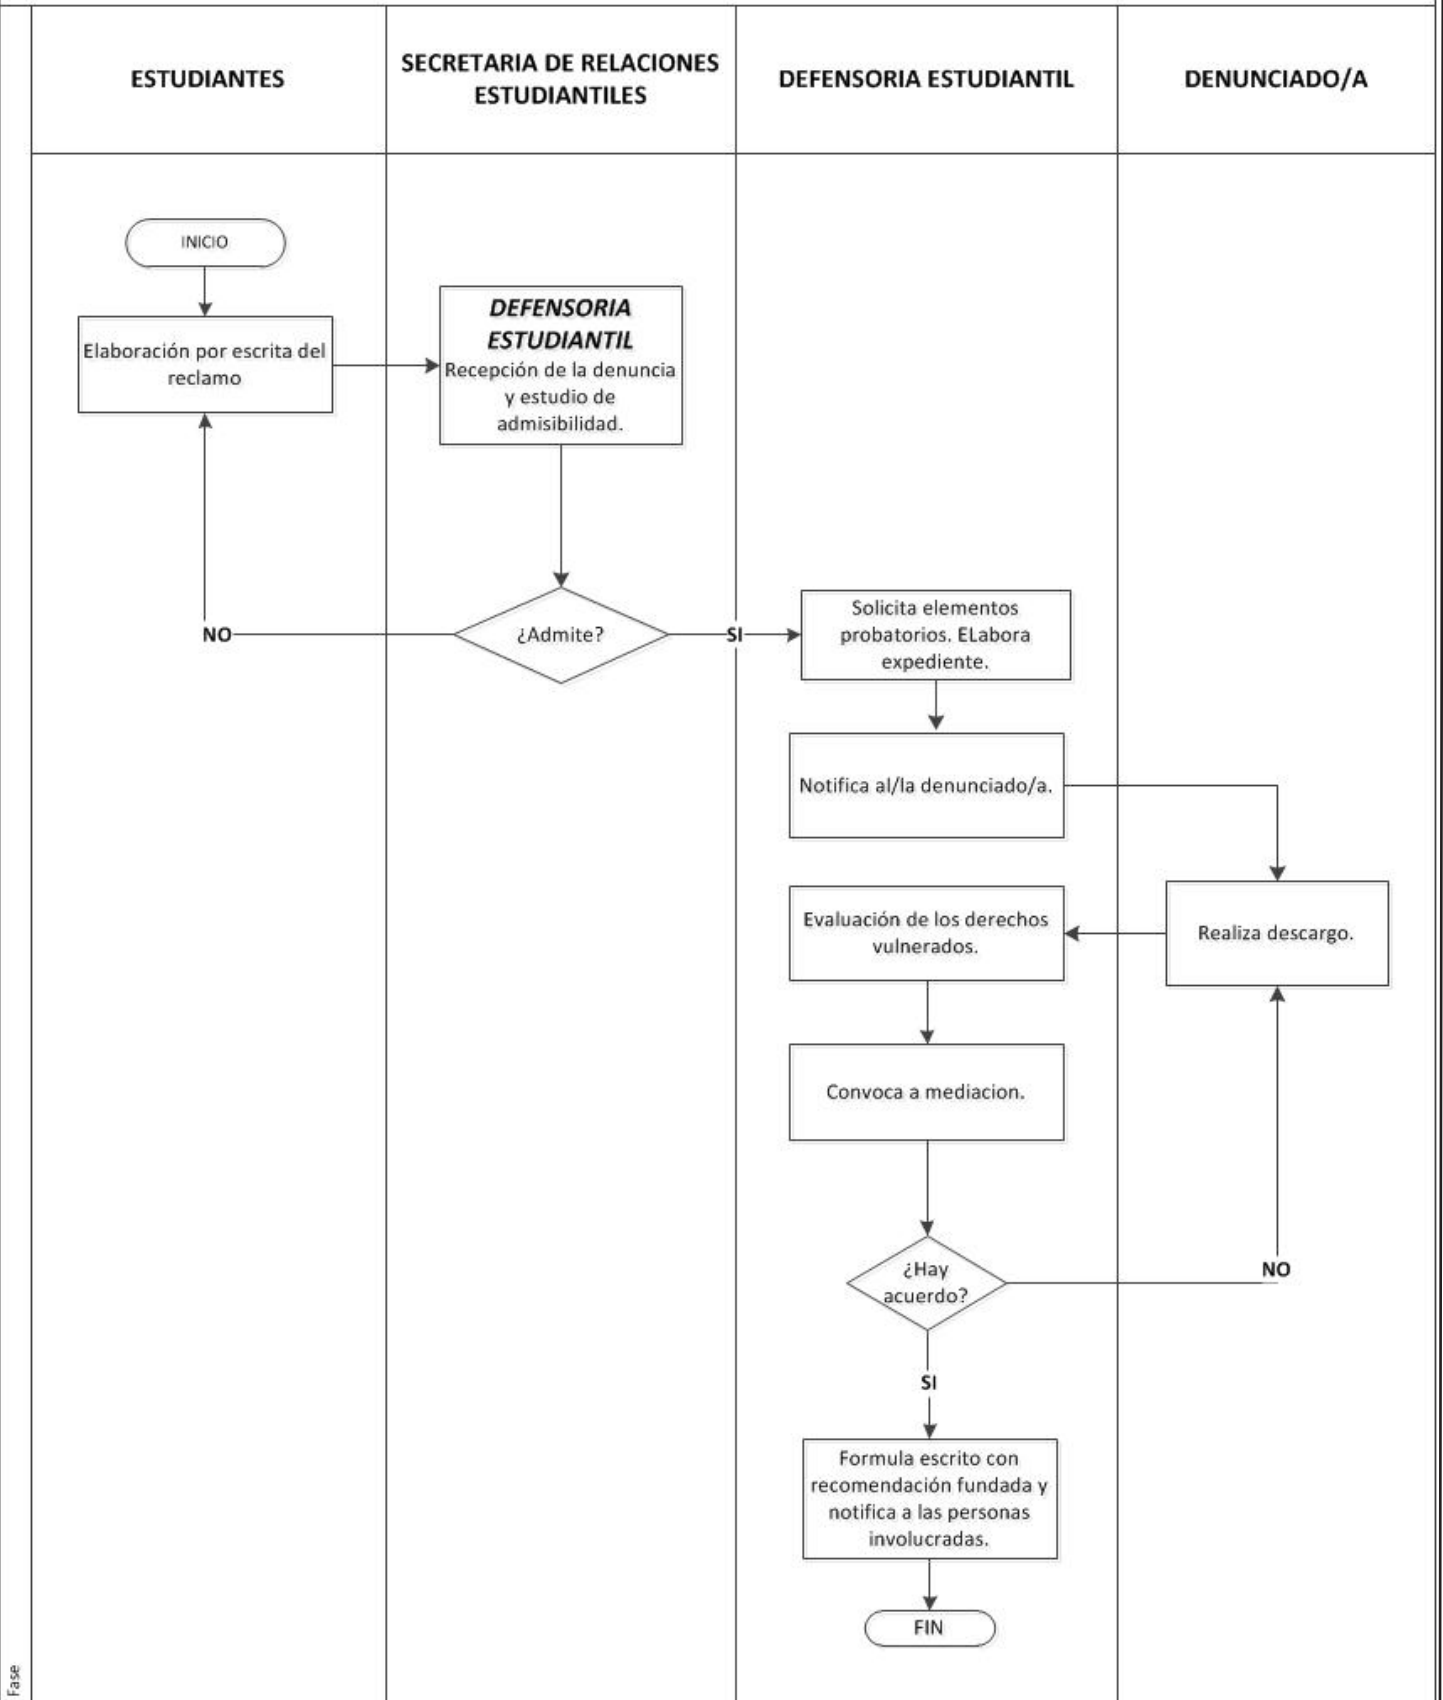 ESTUDIANTES
SECRETARIA DE RELACIONES
ESTUDIANTILES
DEFENSORIA ESTUDIANTIL
DENUNCIADO/A
INICIO
Elaboración por escrita del
reclamo
DEFENSORIA
ESTUDIANTIL
Recepción de la denuncia
y estudio de
admisibilidad.
¿Admite?
NO
SI
Solicita elementos
probatorios. ELabora
expediente.
Notifica al/la denunciado/a.
Realiza descargo.
Evaluación de los derechos
vulnerados.
Convoca a mediacion.
¿Hay
acuerdo?
NO
SI
Formula escrito con
recomendación fundada y
notifica a las personas
involucradas.
FIN
Fase